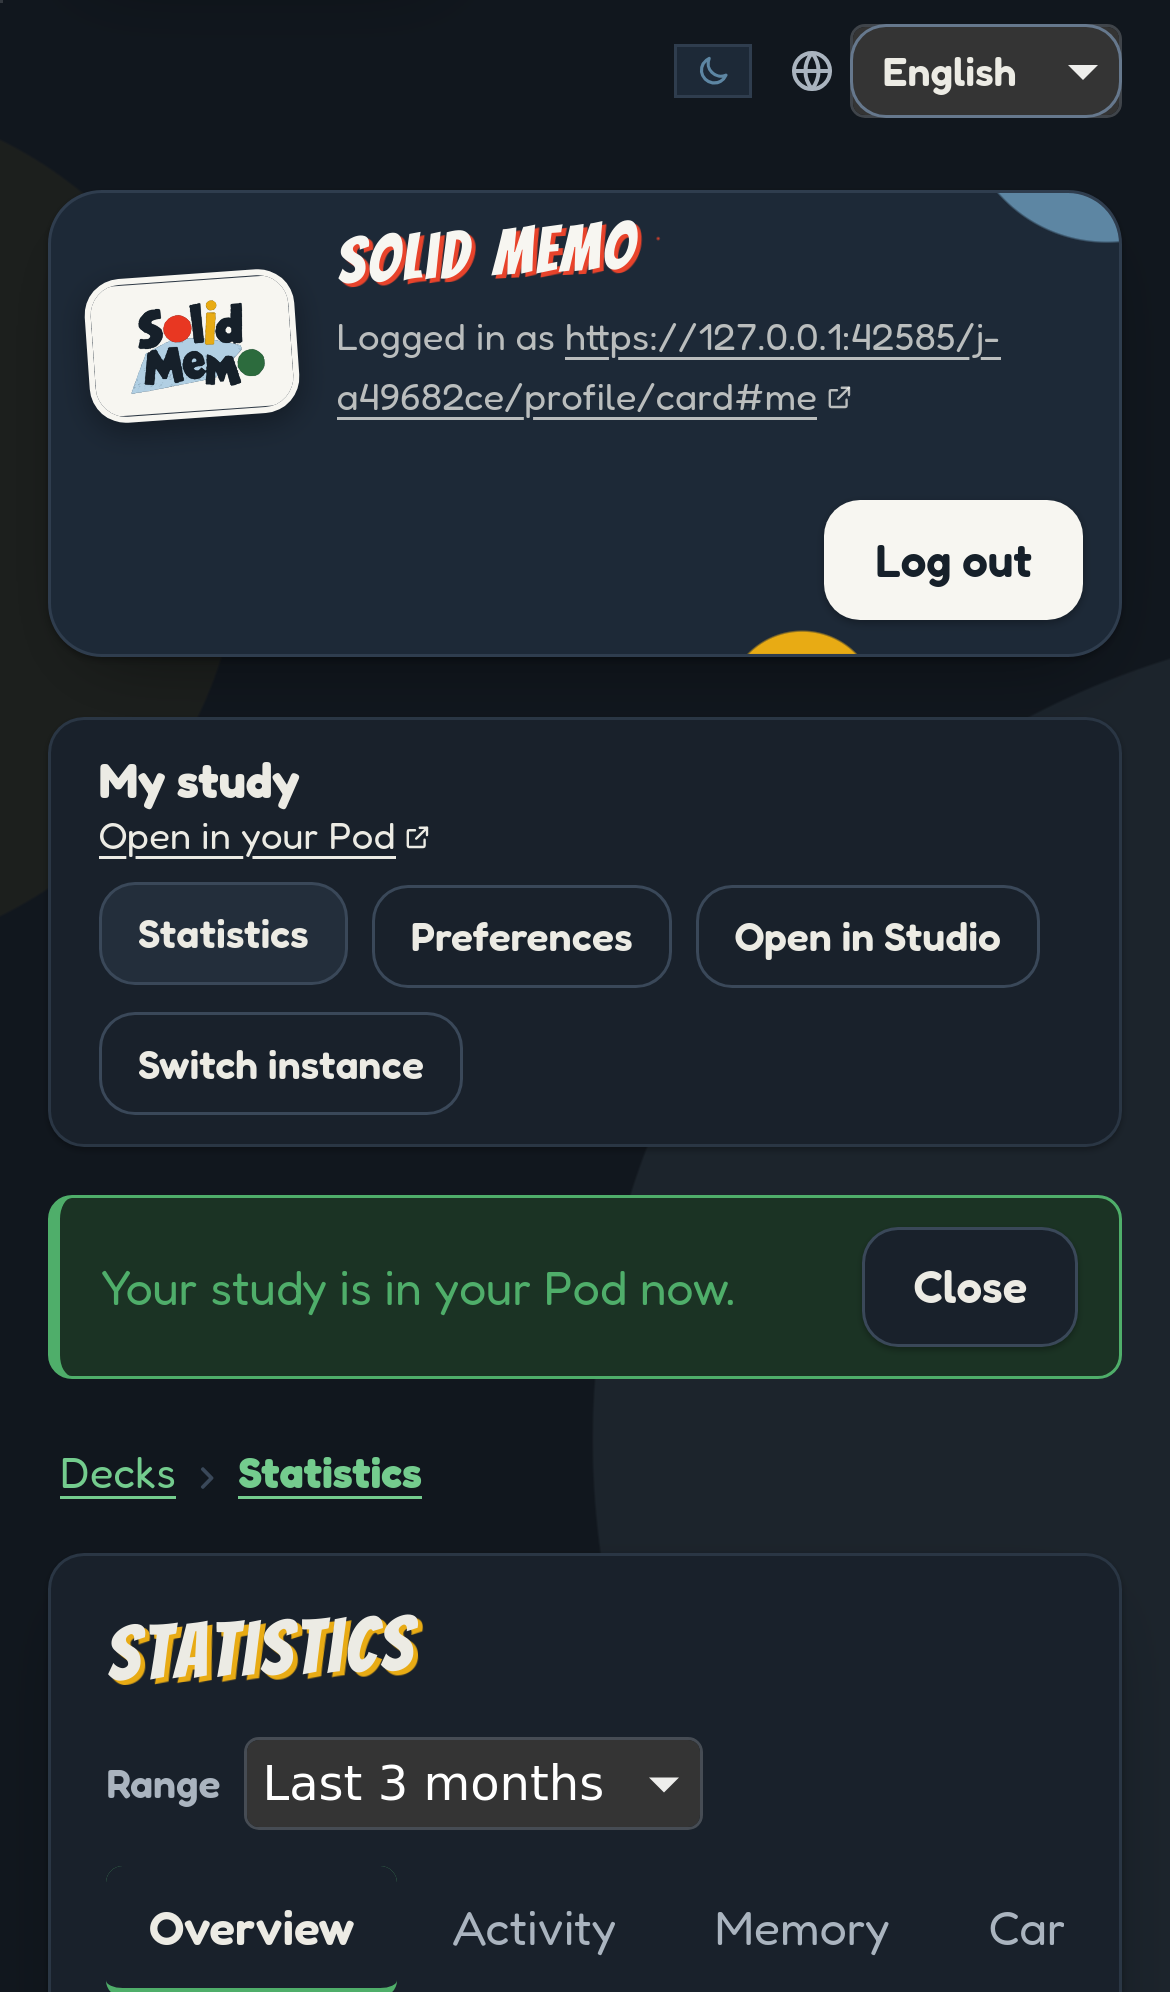 English
SOLID MEMO
Solid
MeMo
Logged in as https://127.0.0.1:42585/j-
a49682ce/profile/card#me
Log out
My study
Open in your Pod
Statistics
Preferences
Open in Studio
Switch instance
Your study is in your Pod now.
Close
Decks
Statistics
STATISTICS
Range
Last 3 months
Overview
Activity
Memory
Car